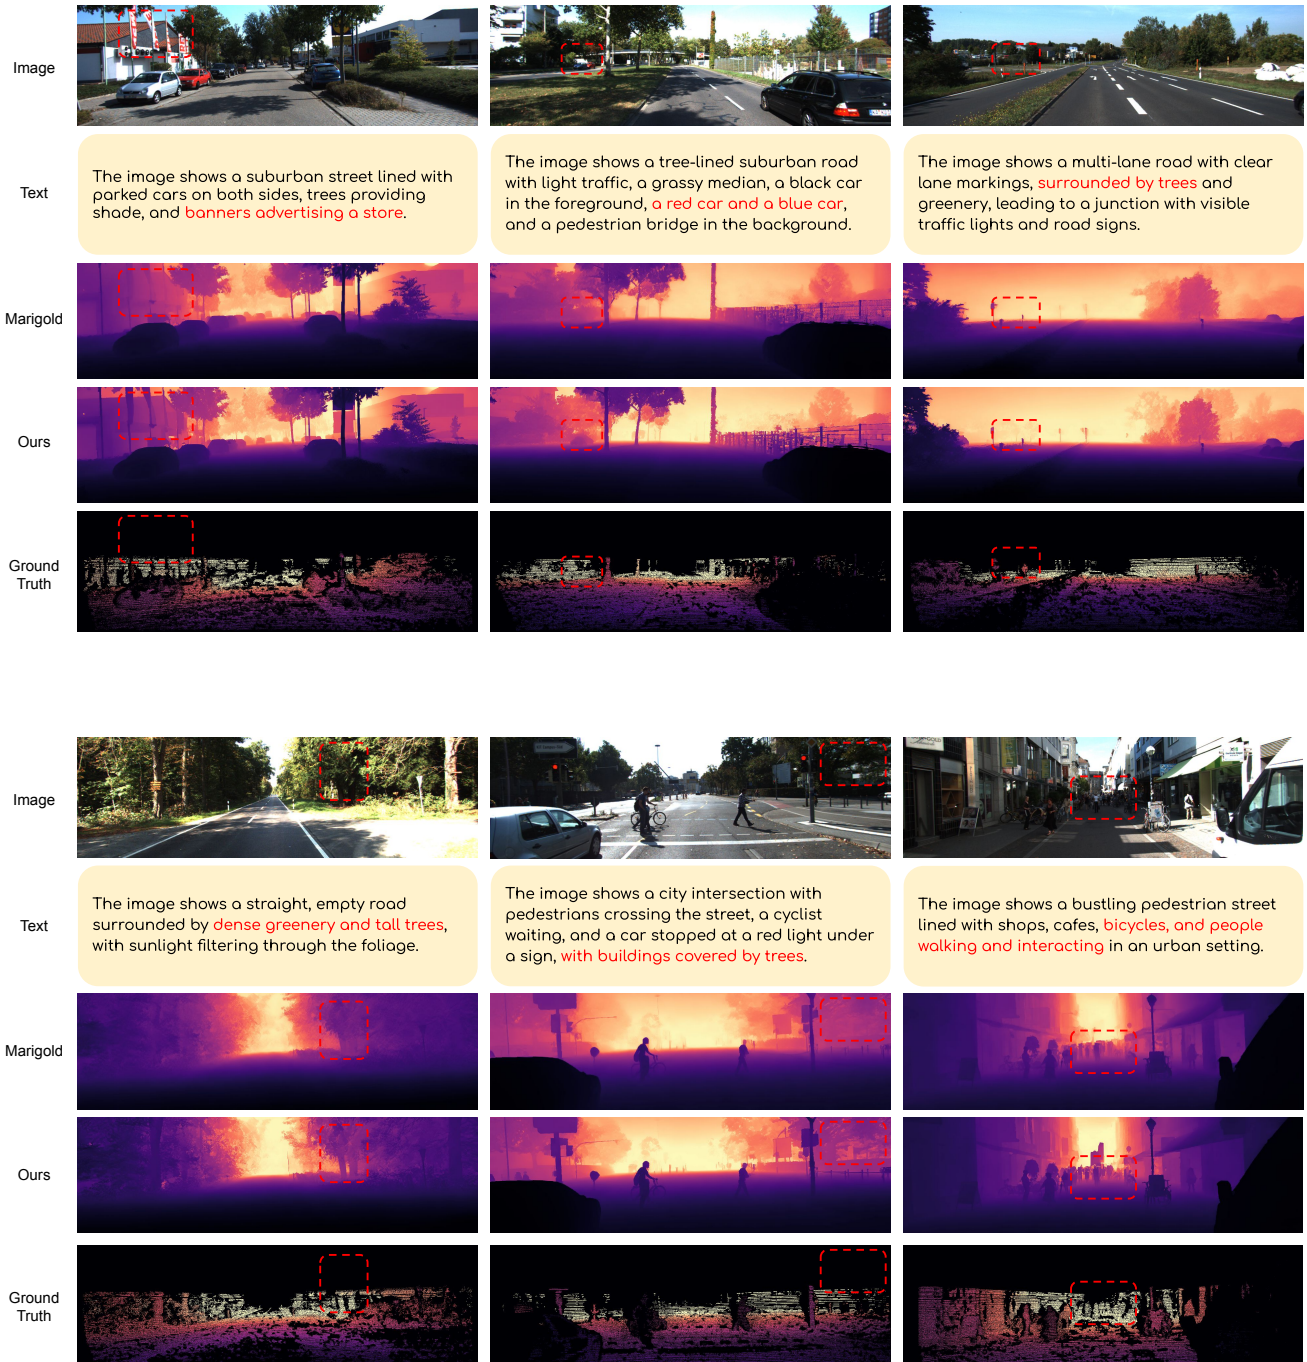 Image
Text
The image shows a suburban street lined with
parked cars on both sides, trees providing
shade, and banners advertising a store.
The image shows a tree-lined suburban road
with light traffic, a grassy median, a black car
in the foreground, a red car and a blue car,
and a pedestrian bridge in the background.
The image shows a multi-lane road with clear
lane markings, surrounded by trees and
greenery, leading to a junction with visible
traffic lights and road signs.
Marigold
Ours
Ground
Truth
Image
Text
The image shows a straight, empty road
surrounded by dense greenery and tall trees,
with sunlight filtering through the foliage.
The image shows a city intersection with
pedestrians crossing the street, a cyclist
waiting, and a car stopped at a red light under
a sign, with buildings covered by trees.
The image shows a bustling pedestrian street
lined with shops, cafes, bicycles, and people
walking and interacting in an urban setting.
Marigold
Ours
Ground
Truth